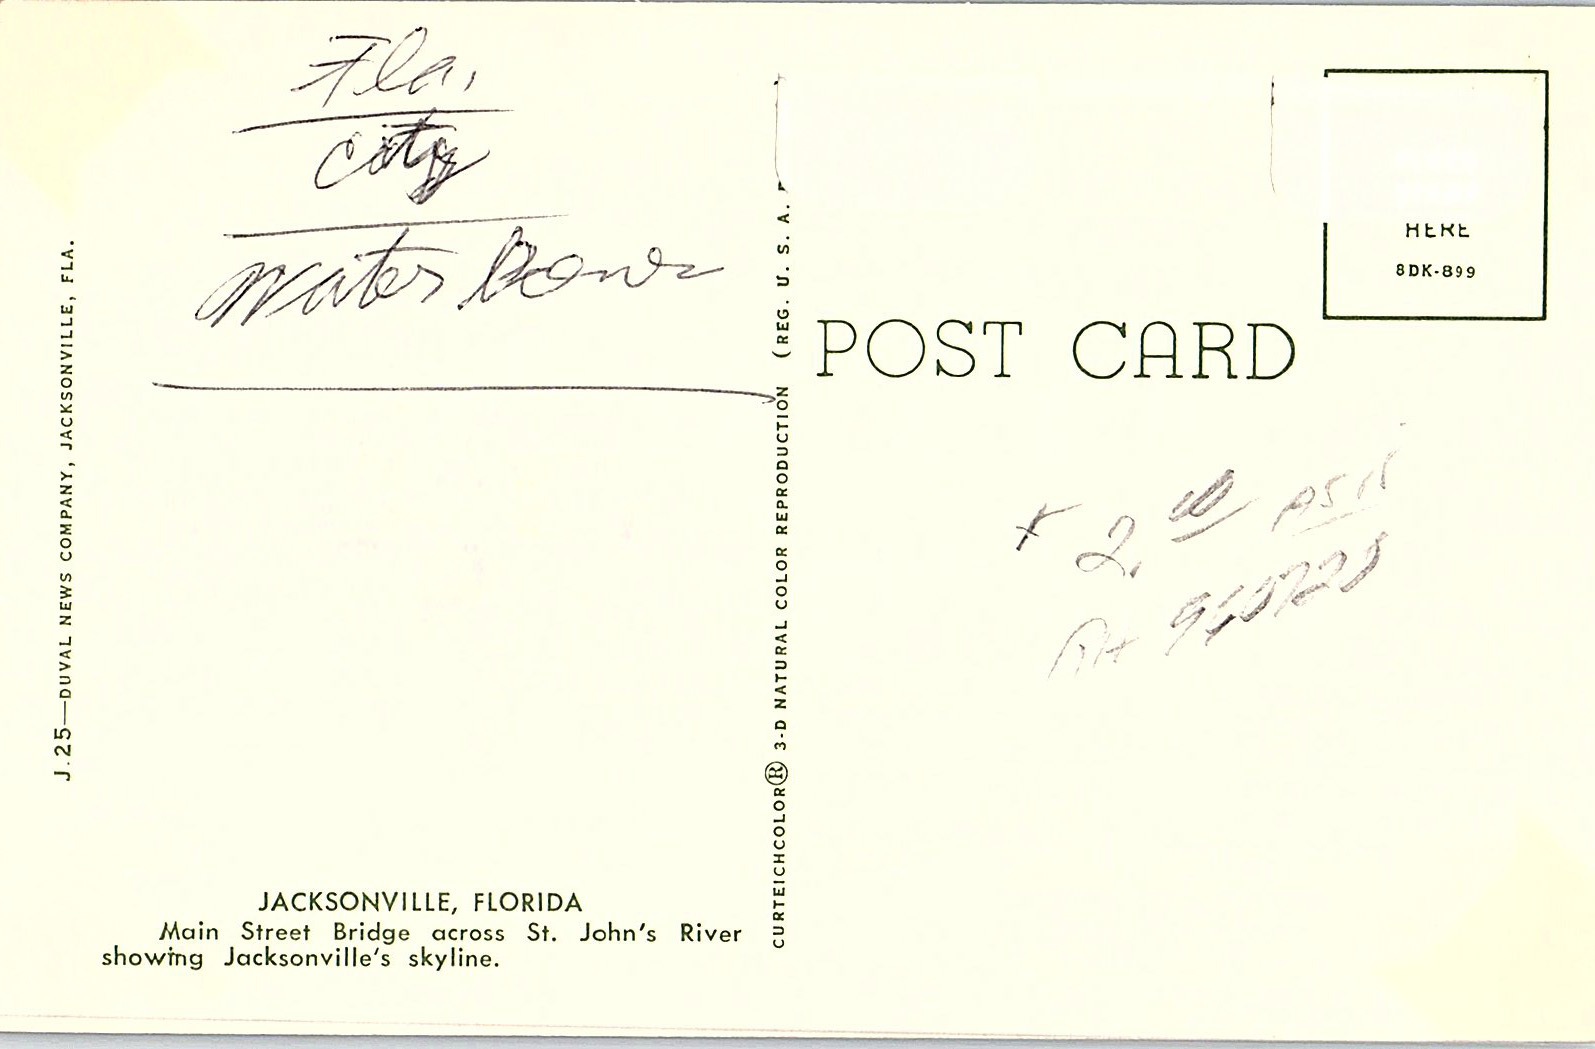 Fla.
City
Water
J.25—DUVAL NEWS COMPANY, JACKSONVILLE, FLA.
JACKSONVILLE, FLORIDA
Main Street Bridge across St. John's River
showing Jacksonville's skyline.
CURTEICHCOLOR® 3-D NATURAL COLOR REPRODUCTION (REG. U. S. A.
HERE
8DK-899
POST CARD
x 2.